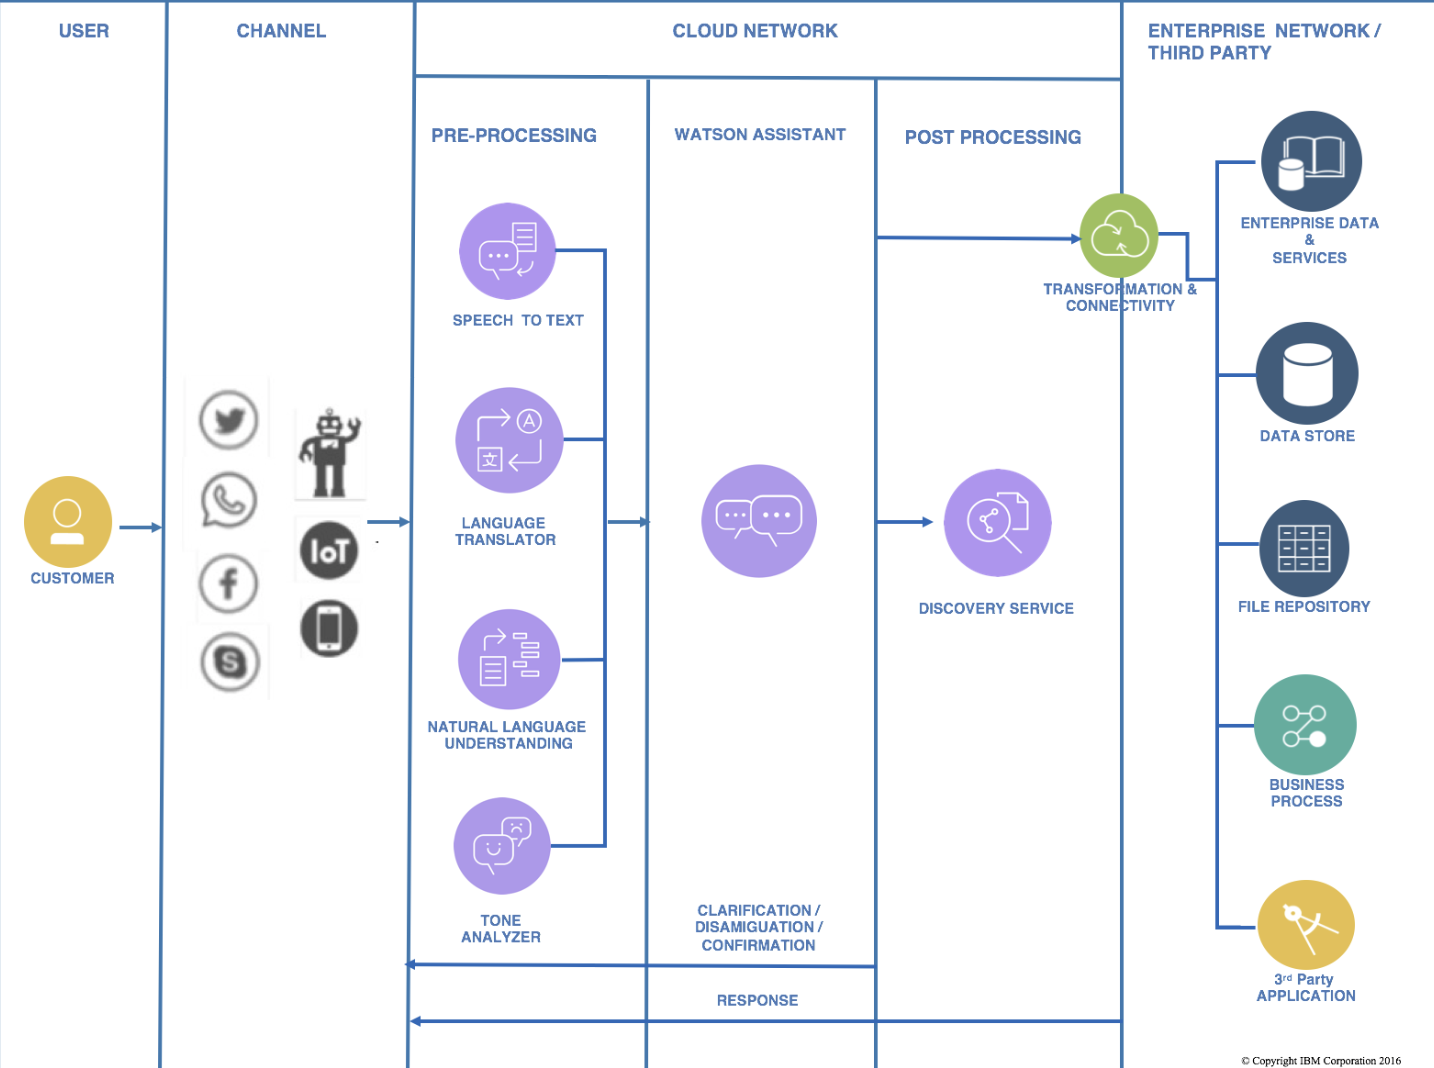 USER
CHANNEL
CLOUD NETWORK
ENTERPRISE NETWORK /
THIRD PARTY
PRE-PROCESSING
WATSON ASSISTANT
POST PROCESSING
SPEECH TO TEXT
A
文
LANGUAGE
TRANSLATOR
NATURAL LANGUAGE
UNDERSTANDING
TONE
ANALYZER
CUSTOMER
IoT
f
S
DISCOVERY SERVICE
TRANSFORMATION &
CONNECTIVITY
ENTERPRISE DATA
&
SERVICES
DATA STORE
FILE REPOSITORY
BUSINESS
PROCESS
3rd Party
APPLICATION
CLARIFICATION /
DISAMIGUATION /
CONFIRMATION
RESPONSE
© Copyright IBM Corporation 2016